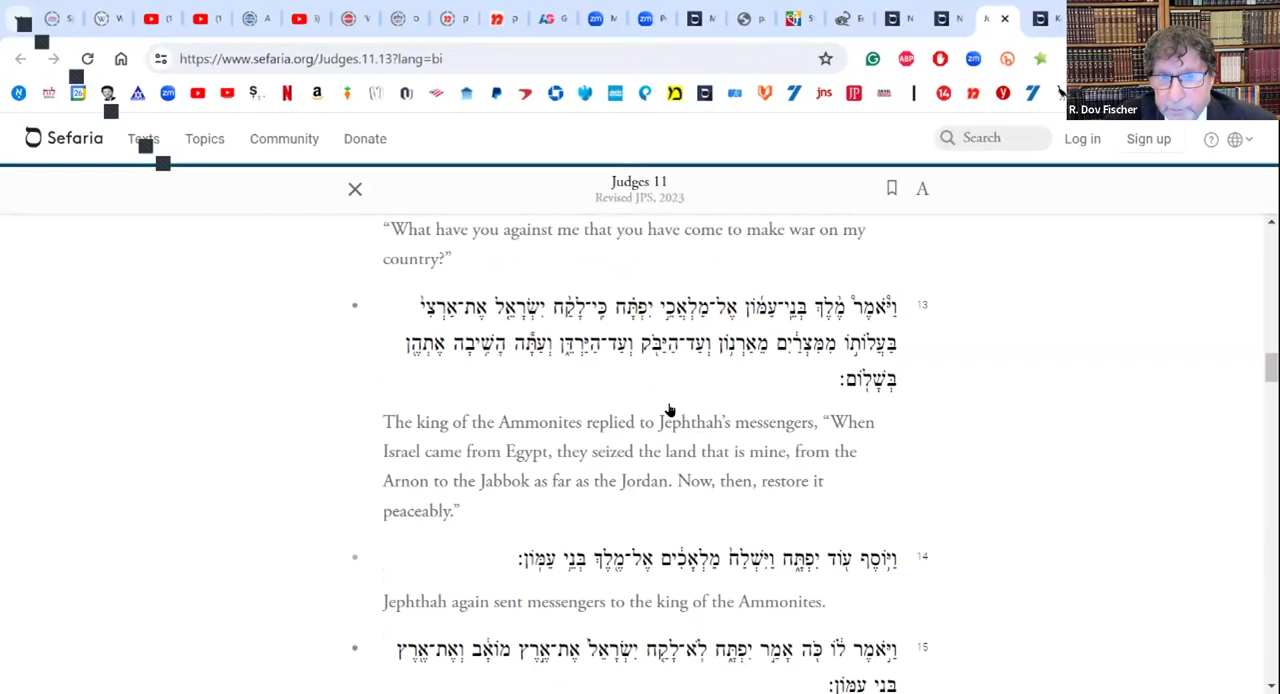 https://www.sefaria.org/Judges.11.13?lang=bi
R. Dov Fischer
Sefaria
Texts
Topics
Community
Donate
Search
Log in
Sign up
Judges 11
Revised JPS, 2023
A
“What have you against me that you have come to make war on my
country?”
13
וַיֹּ֩אמֶר֩ מֶ֨לֶךְ בְּנֵֽי־עַמּ֜וֹן אֶל־מַלְאֲכֵ֣י יִפְתָּ֗ח כִּֽי־לָקַ֨ח יִשְׂרָאֵ֤ל אֶת־אַרְצִי֙
בַּעֲלוֹת֣וֹ מִמִּצְרַ֔יִם מֵאַרְנ֥וֹן וְעַד־הַיַּבֹּ֖ק וְעַד־הַיַּרְדֵּ֑ן וְעַתָּ֕ה הָשִׁ֥יבָה אֶתְהֶ֖ן
בְּשָׁלֽוֹם׃
The king of the Ammonites replied to Jephthah’s messengers, “When
Israel came from Egypt, they seized the land that is mine, from the
Arnon to the Jabbok as far as the Jordan. Now, then, restore it
peaceably.”
14
וַיּ֥וֹסֶף ע֖וֹד יִפְתָּ֑ח וַיִּשְׁלַח֙ מַלְאָכִ֔ים אֶל־מֶ֖לֶךְ בְּנֵ֥י עַמּֽוֹן׃
Jephthah again sent messengers to the king of the Ammonites.
15
וַיֹּ֣אמֶר ל֔וֹ כֹּ֖ה אָמַ֣ר יִפְתָּ֑ח לֹֽא־לָקַ֤ח יִשְׂרָאֵל֙ אֶת־אֶ֣רֶץ מוֹאָ֔ב וְאֶת־אֶ֖רֶץ
בְּנֵ֥י עַמּֽוֹן׃